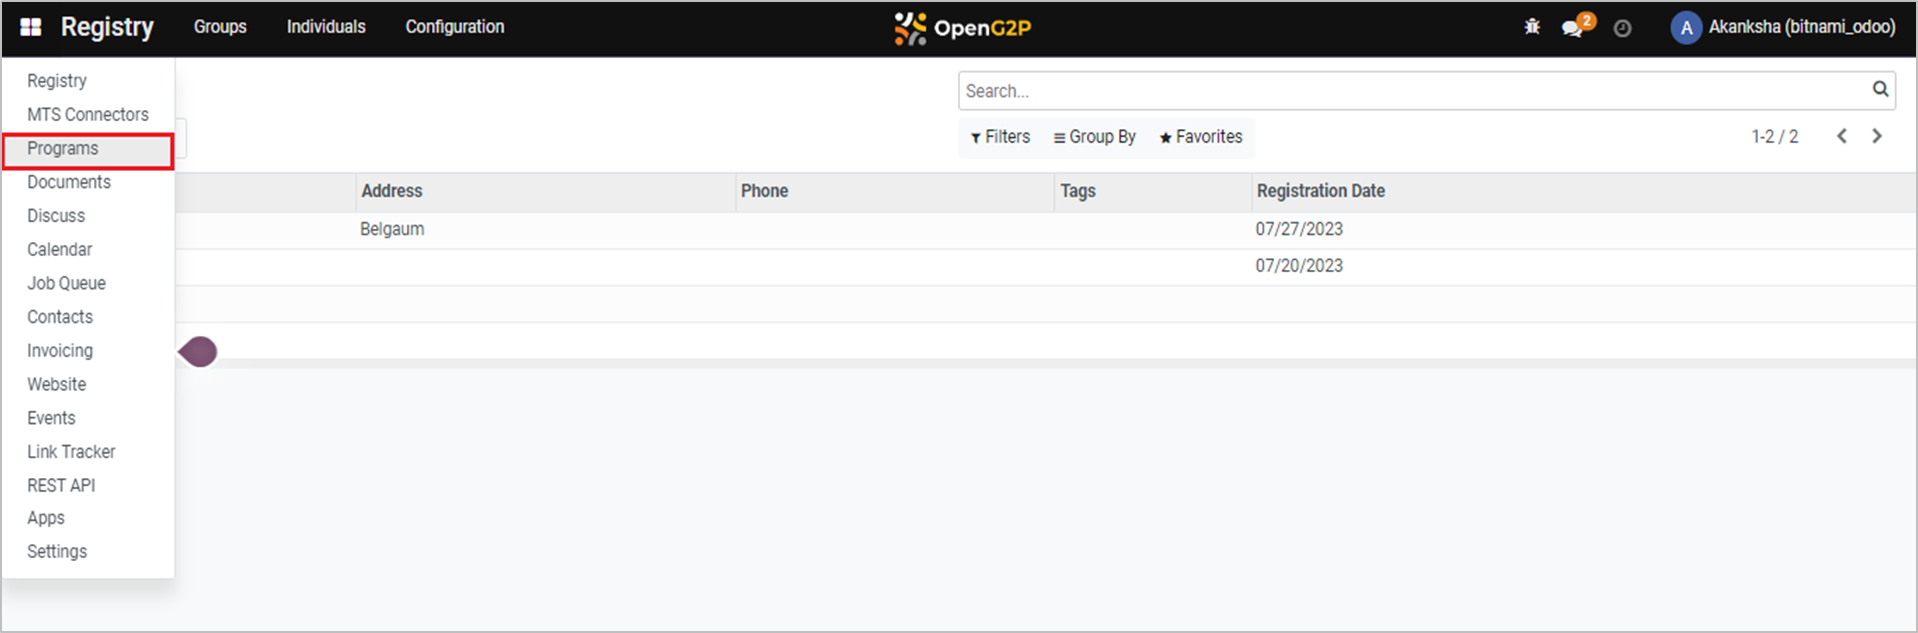 Registry Groups Individuals Configuration OpenG2P 2 A Akanksha (bitnami_odoo)
Registry
MTS Connectors
Programs
Documents
Discuss
Calendar
Job Queue
Contacts
Invoicing
Website
Events
Link Tracker
REST API
Apps
Settings
Search...
Filters Group By Favorites 1-2 / 2
Address Phone Tags Registration Date
Belgaum 07/27/2023
07/20/2023